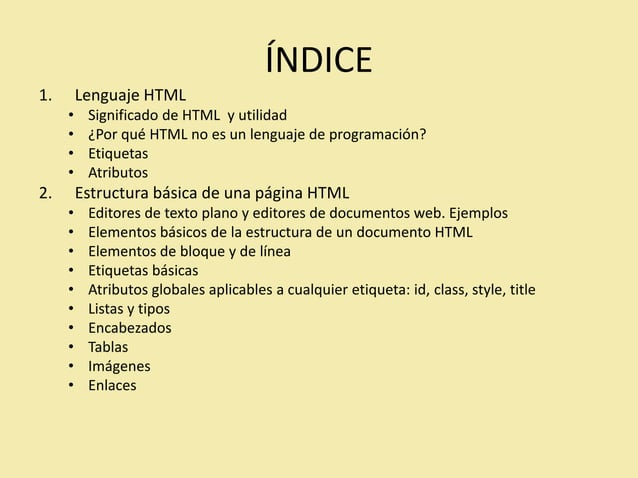 ÍNDICE
1. Lenguaje HTML
• Significado de HTML y utilidad
• ¿Por qué HTML no es un lenguaje de programación?
• Etiquetas
• Atributos
2. Estructura básica de una página HTML
• Editores de texto plano y editores de documentos web. Ejemplos
• Elementos básicos de la estructura de un documento HTML
• Elementos de bloque y de línea
• Etiquetas básicas
• Atributos globales aplicables a cualquier etiqueta: id, class, style, title
• Listas y tipos
• Encabezados
• Tablas
• Imágenes
• Enlaces